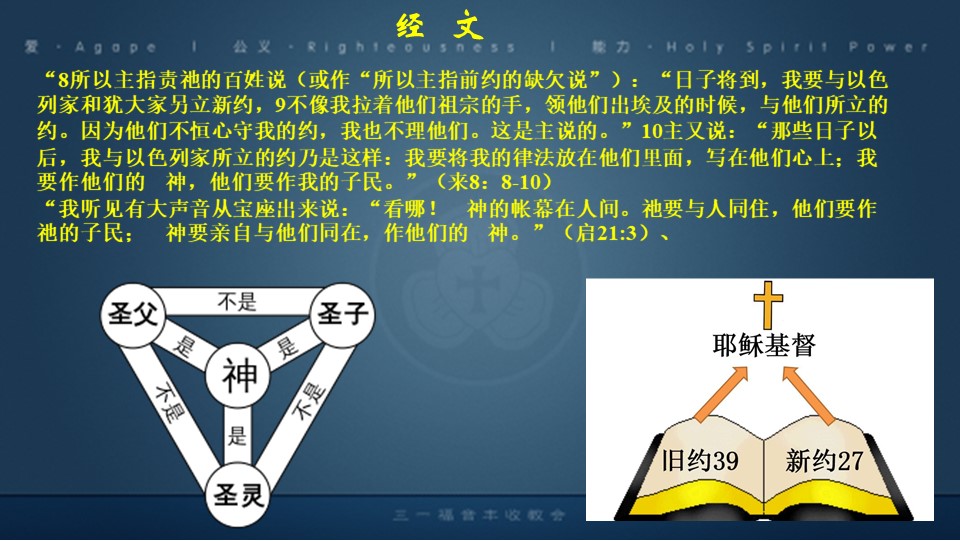 经 文
爱 · Agape | 公义 · Righteousness | 能力 · Holy Spirit Power
“8所以主指责祂的百姓说（或作“所以主指前约的缺欠说”）：“日子将到，我要与以色
列家和犹大家另立新约，9不像我拉着他们祖宗的手，领他们出埃及的时候，与他们所立的
约。因为他们不恒心守我的约，我也不理他们。这是主说的。”10主又说：“那些日子以
后，我与以色列家所立的约乃是这样：我要将我的律法放在他们里面，写在他们心上；我
要作他们的　神，他们要作我的子民。”（来8：8-10）
“我听见有大声音从宝座出来说：“看哪！　神的帐幕在人间。祂要与人同住，他们要作
祂的子民；　神要亲自与他们同在，作他们的　神。”（启21:3）、
圣父
不是
圣子
是
是
神
不是
不是
是
圣灵
耶稣基督
旧约39
新约27
三一福音丰收教会